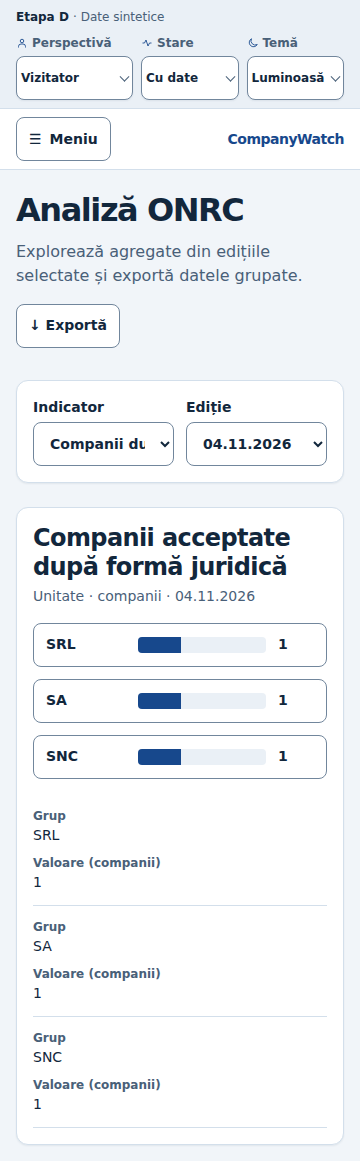 Etapa D · Date sintetice
Perspectivă Stare Temă
Vizitator Cu date Luminoasă
☰ Meniu CompanyWatch
Analiză ONRC
Explorează agregate din edițiile
selectate și exportă datele grupate.
↓ Exportă
Indicator Ediție
Companii du 04.11.2026
Companii acceptate
după formă juridică
Unitate · companii · 04.11.2026
SRL 1
SA 1
SNC 1
Grup
SRL
Valoare (companii)
1
Grup
SA
Valoare (companii)
1
Grup
SNC
Valoare (companii)
1